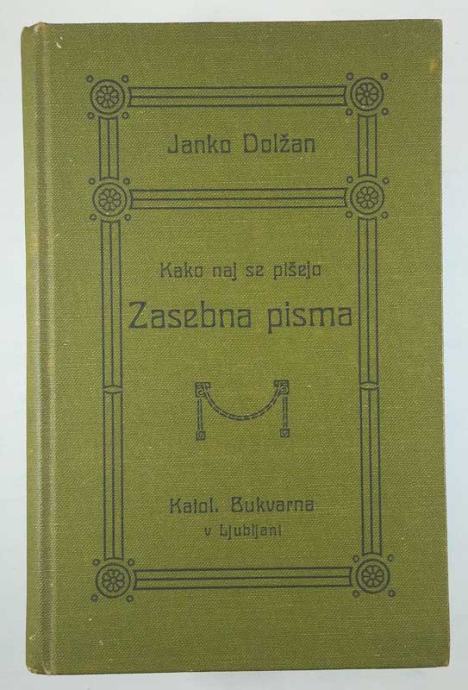 Janko Dolžan
Kako naj se pišejo
Zasebna pisma
Katol. Bukvarna
v Ljubljani